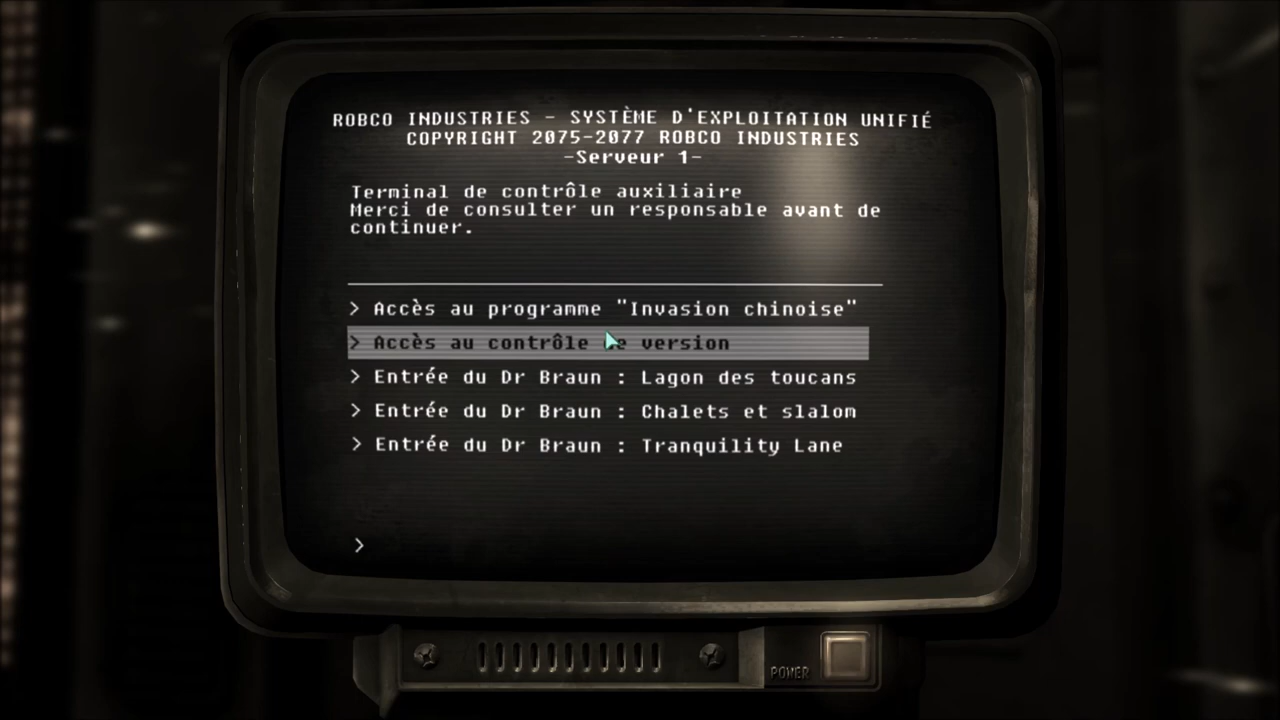 ROBCO INDUSTRIES - SYSTÈME D'EXPLOITATION UNIFIÉ
COPYRIGHT 2075-2077 ROBCO INDUSTRIES
-Serveur 1-
Terminal de contrôle auxiliaire
Merci de consulter un responsable avant de
continuer.
> Accès au programme "Invasion chinoise"
> Accès au contrôle de version
> Entrée du Dr Braun : Lagon des toucans
> Entrée du Dr Braun : Chalets et slalom
> Entrée du Dr Braun : Tranquility Lane
>
POWER